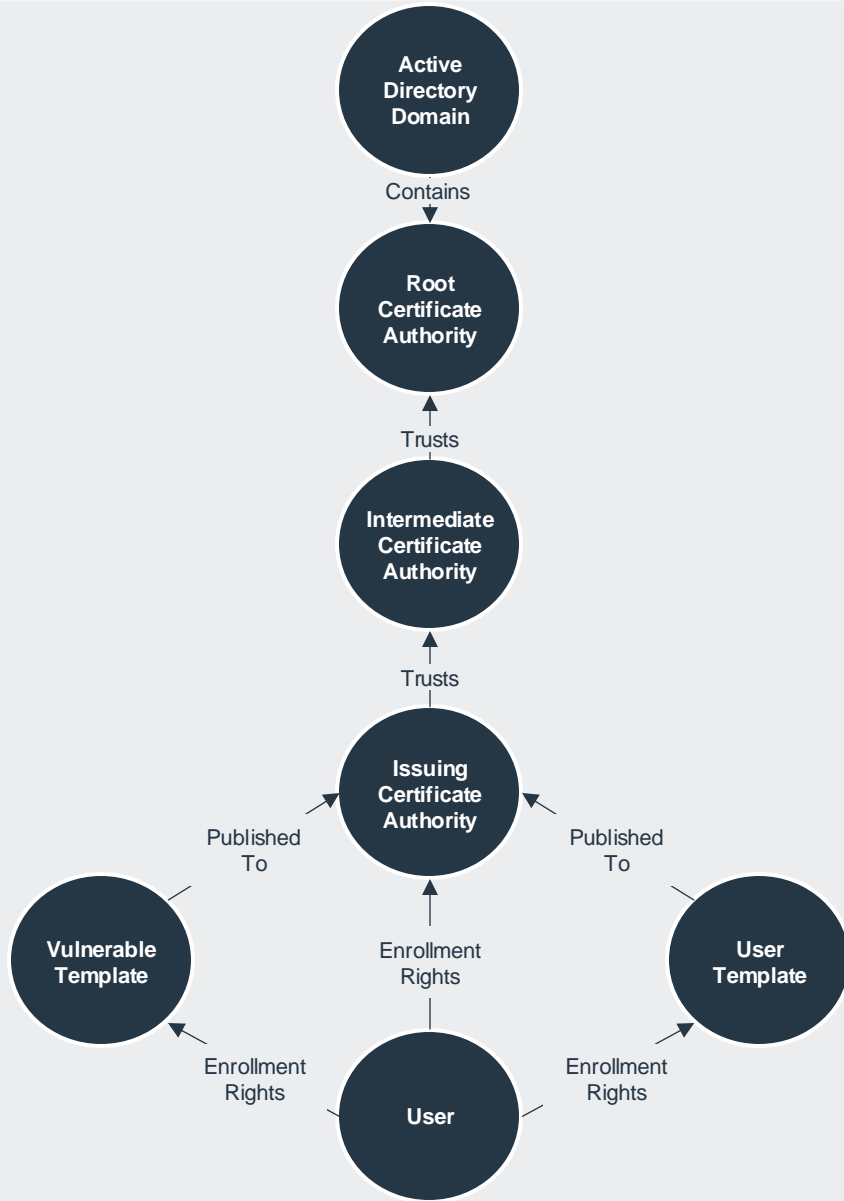 Active
Directory
Domain
Contains
Root
Certificate
Authority
Trusts
Intermediate
Certificate
Authority
Trusts
Issuing
Certificate
Authority
Published
To
Published
To
Vulnerable
Template
Enrollment
Rights
User
Template
Enrollment
Rights
Enrollment
Rights
User